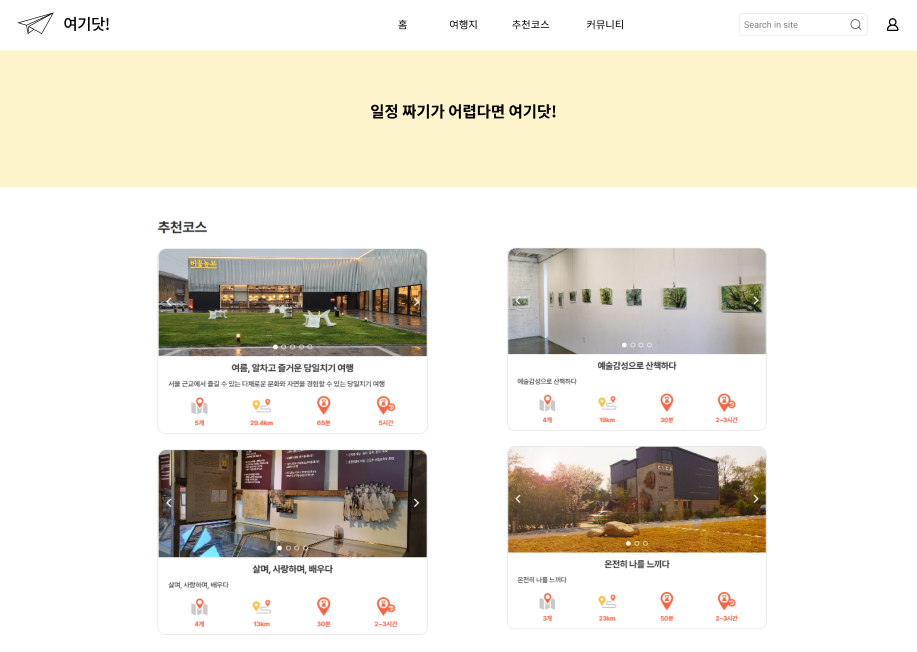 여기닷!
홈
여행지
추천코스
커뮤니티
Search in site
일정 짜기가 어렵다면 여기닷!
추천코스
여름, 알차고 즐거운 당일치기 여행
서울 근교에서 즐길 수 있는 다채로운 문화와 자연을 경험할 수 있는 당일치기 여행
5개
29.4km
65분
5시간
예술감성으로 산책하다
예술감성으로 산책하다
4개
19km
30분
2~3시간
살며, 사랑하며, 배우다
살며, 사랑하며, 배우다
4개
13km
30분
2~3시간
CICA
온전히 나를 느끼다
온전히 나를 느끼다
3개
23km
50분
2~3시간